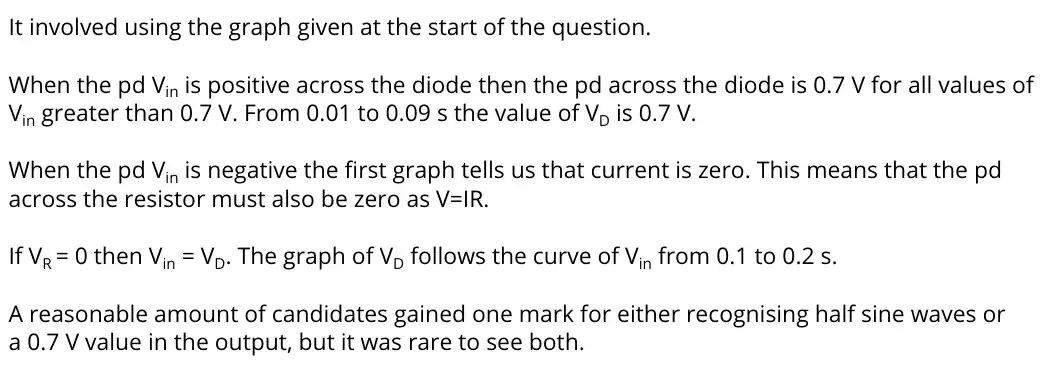 It involved using the graph given at the start of the question.
When the pd Vin is positive across the diode then the pd across the diode is 0.7 V for all values of
Vin greater than 0.7 V. From 0.01 to 0.09 s the value of VD is 0.7 V.
When the pd Vin is negative the first graph tells us that current is zero. This means that the pd
across the resistor must also be zero as V=IR.
If VR = 0 then Vin = VD. The graph of VD follows the curve of Vin from 0.1 to 0.2 s.
A reasonable amount of candidates gained one mark for either recognising half sine waves or
a 0.7 V value in the output, but it was rare to see both.